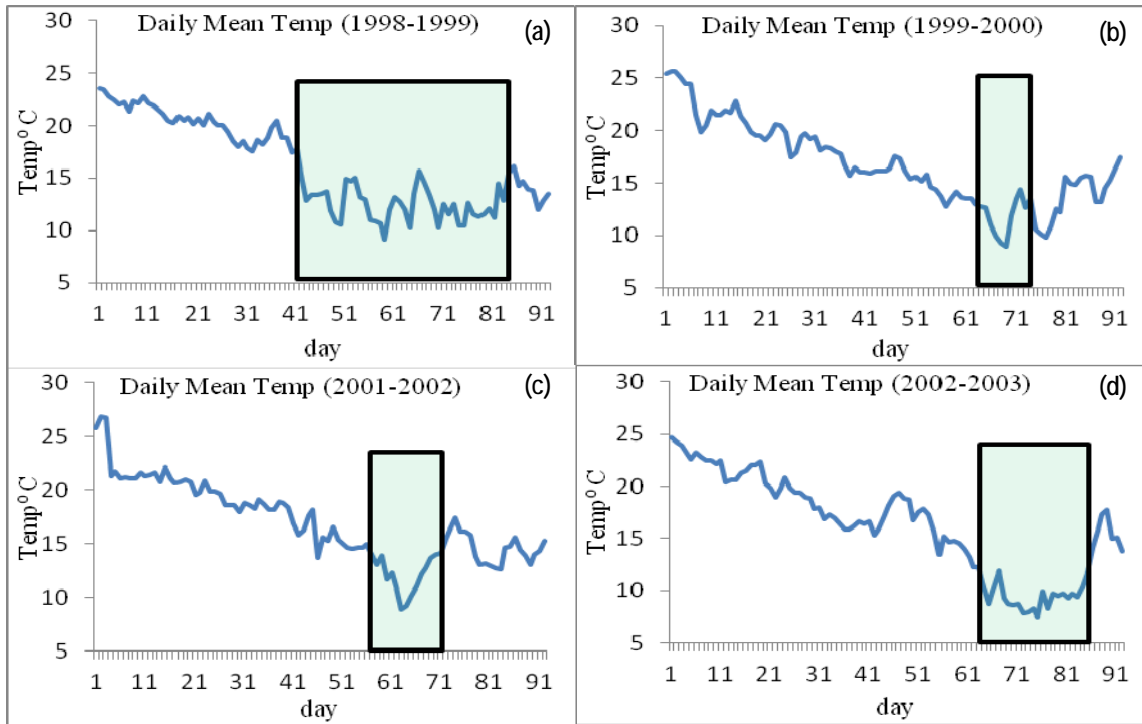 Daily Mean Temp (1998-1999)
(a)
Temp⁰ C
30
25
20
15
10
5
1 11 21 31 41 51 61 71 81 91
day
Daily Mean Temp (1999-2000)
(b)
Temp⁰ C
30
25
20
15
10
5
1 11 21 31 41 51 61 71 81 91
day
Daily Mean Temp (2001-2002)
(c)
Temp⁰ C
30
25
20
15
10
5
1 11 21 31 41 51 61 71 81 91
day
Daily Mean Temp (2002-2003)
(d)
Temp⁰ C
30
25
20
15
10
5
1 11 21 31 41 51 61 71 81 91
day